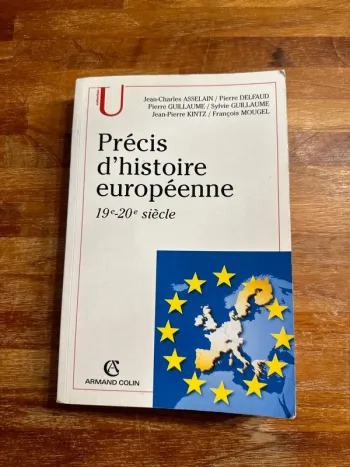 U
Jean-Charles ASSELAIN / Pierre DELFAUD
Pierre GUILLAUME / Sylvie GUILLAUME
Jean-Pierre KINTZ / François MOUGEL
Précis
d'histoire
européenne
19e-20e siècle
ARMAND COLIN